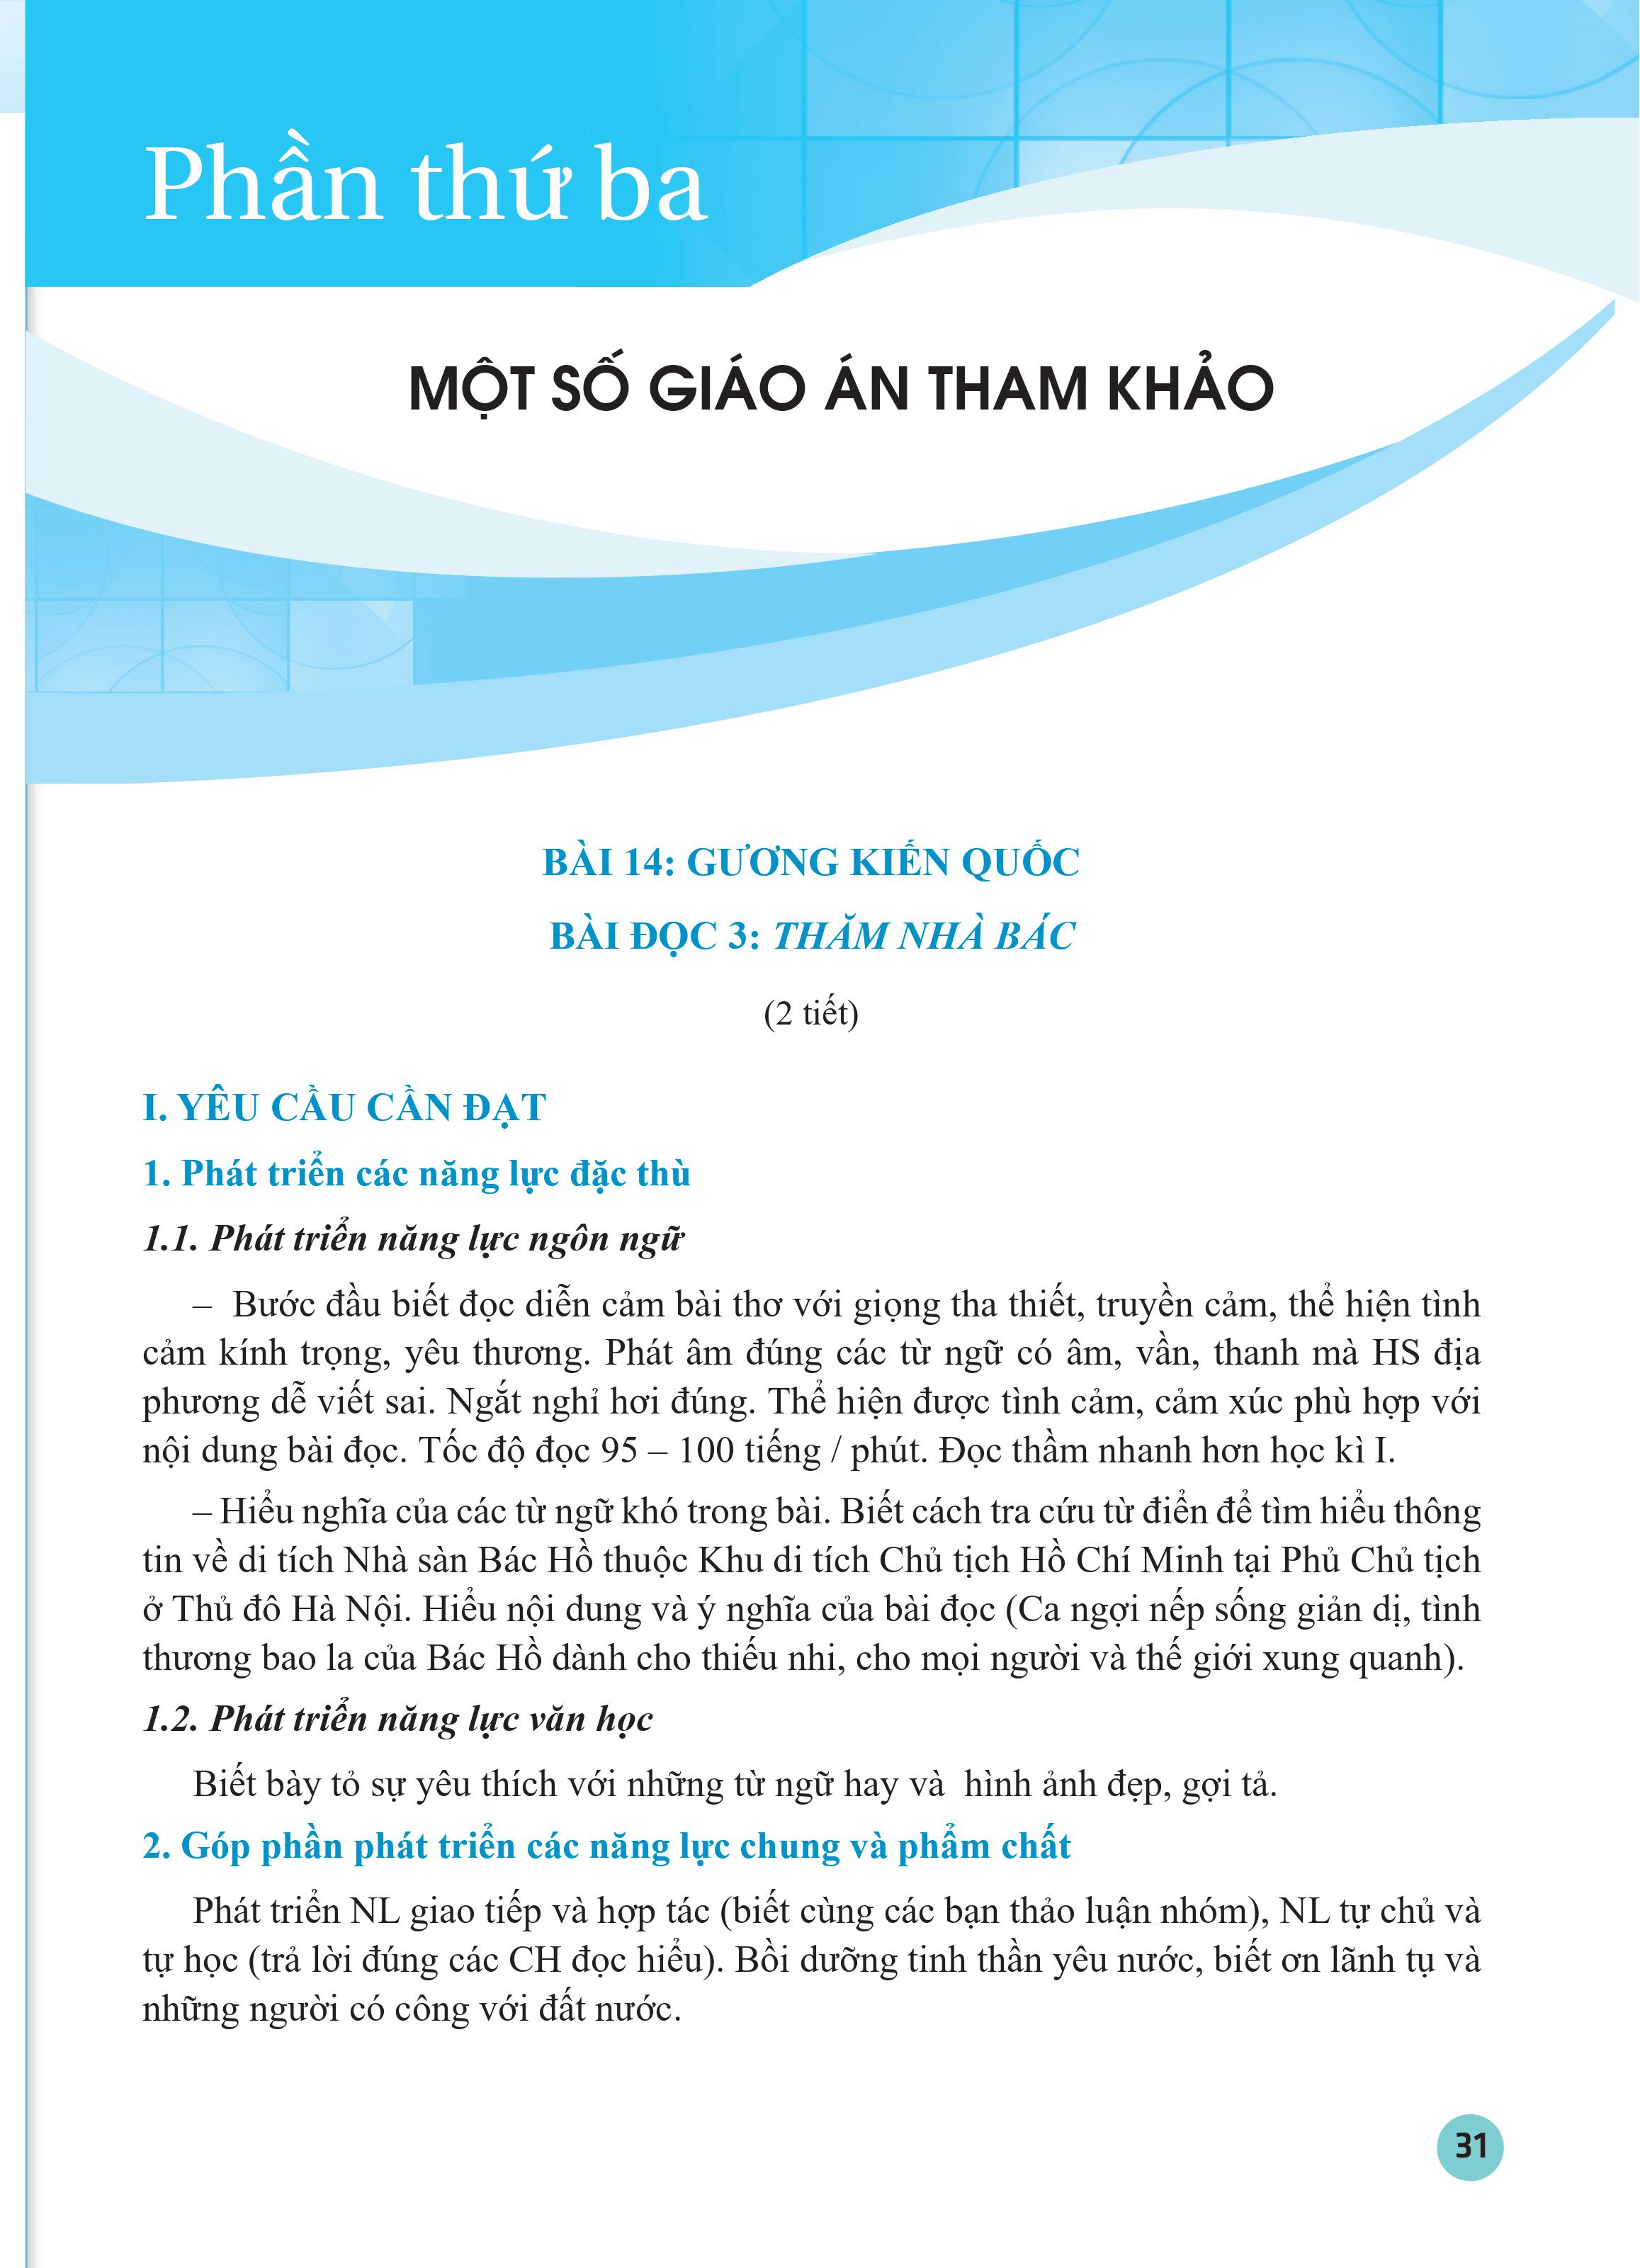 Phần thứ ba
MỘT SỐ GIÁO ÁN THAM KHẢO
BÀI 14: GƯƠNG KIẾN QUỐC
BÀI ĐỌC 3: THĂM NHÀ BÁC
(2 tiết)
I. YÊU CẦU CẦN ĐẠT
1. Phát triển các năng lực đặc thù
1.1. Phát triển năng lực ngôn ngữ
– Bước đầu biết đọc diễn cảm bài thơ với giọng tha thiết, truyền cảm, thể hiện tình
cảm kính trọng, yêu thương. Phát âm đúng các từ ngữ có âm, vần, thanh mà HS địa
phương dễ viết sai. Ngắt nghỉ hơi đúng. Thể hiện được tình cảm, cảm xúc phù hợp với
nội dung bài đọc. Tốc độ đọc 95 – 100 tiếng / phút. Đọc thầm nhanh hơn học kì I.
– Hiểu nghĩa của các từ ngữ khó trong bài. Biết cách tra cứu từ điển để tìm hiểu thông
tin về di tích Nhà sàn Bác Hồ thuộc Khu di tích Chủ tịch Hồ Chí Minh tại Phủ Chủ tịch
ở Thủ đô Hà Nội. Hiểu nội dung và ý nghĩa của bài đọc (Ca ngợi nếp sống giản dị, tình
thương bao la của Bác Hồ dành cho thiếu nhi, cho mọi người và thế giới xung quanh).
1.2. Phát triển năng lực văn học
Biết bày tỏ sự yêu thích với những từ ngữ hay và hình ảnh đẹp, gợi tả.
2. Góp phần phát triển các năng lực chung và phẩm chất
Phát triển NL giao tiếp và hợp tác (biết cùng các bạn thảo luận nhóm), NL tự chủ và
tự học (trả lời đúng các CH đọc hiểu). Bồi dưỡng tinh thần yêu nước, biết ơn lãnh tụ và
những người có công với đất nước.
31